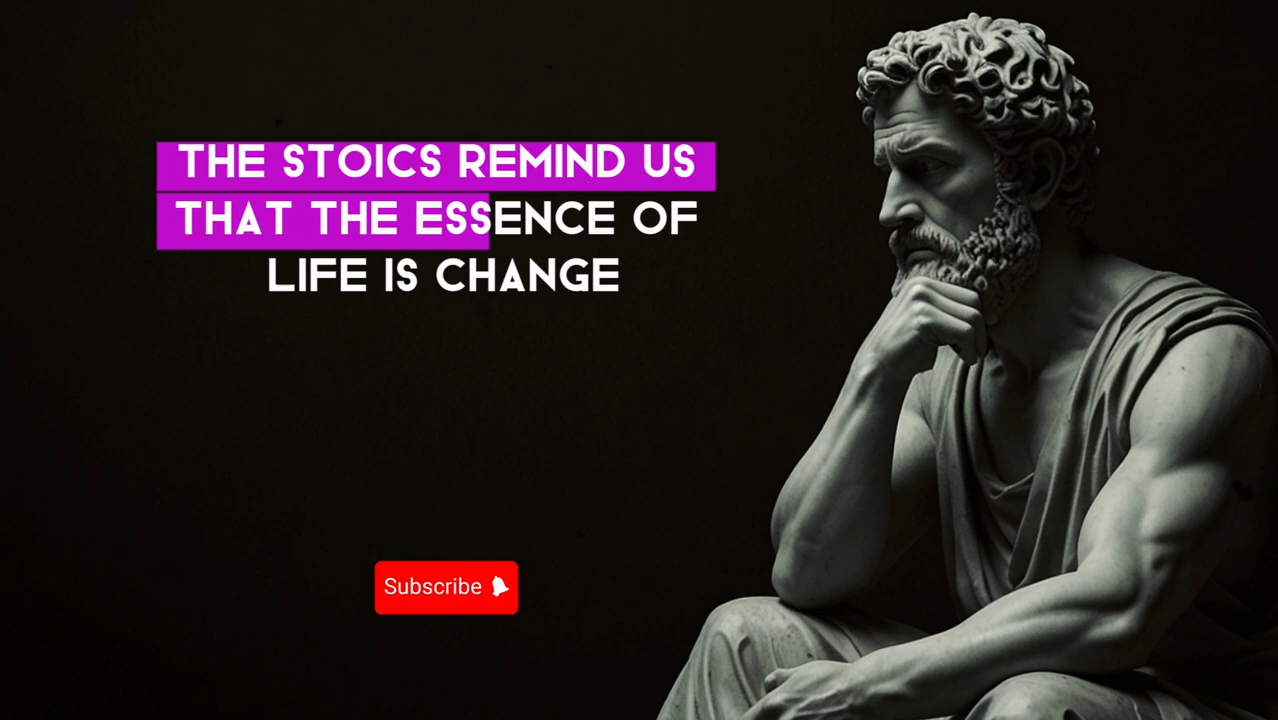 THE STOICS REMIND US
THAT THE ESSENCE OF
LIFE IS CHANGE
Subscribe